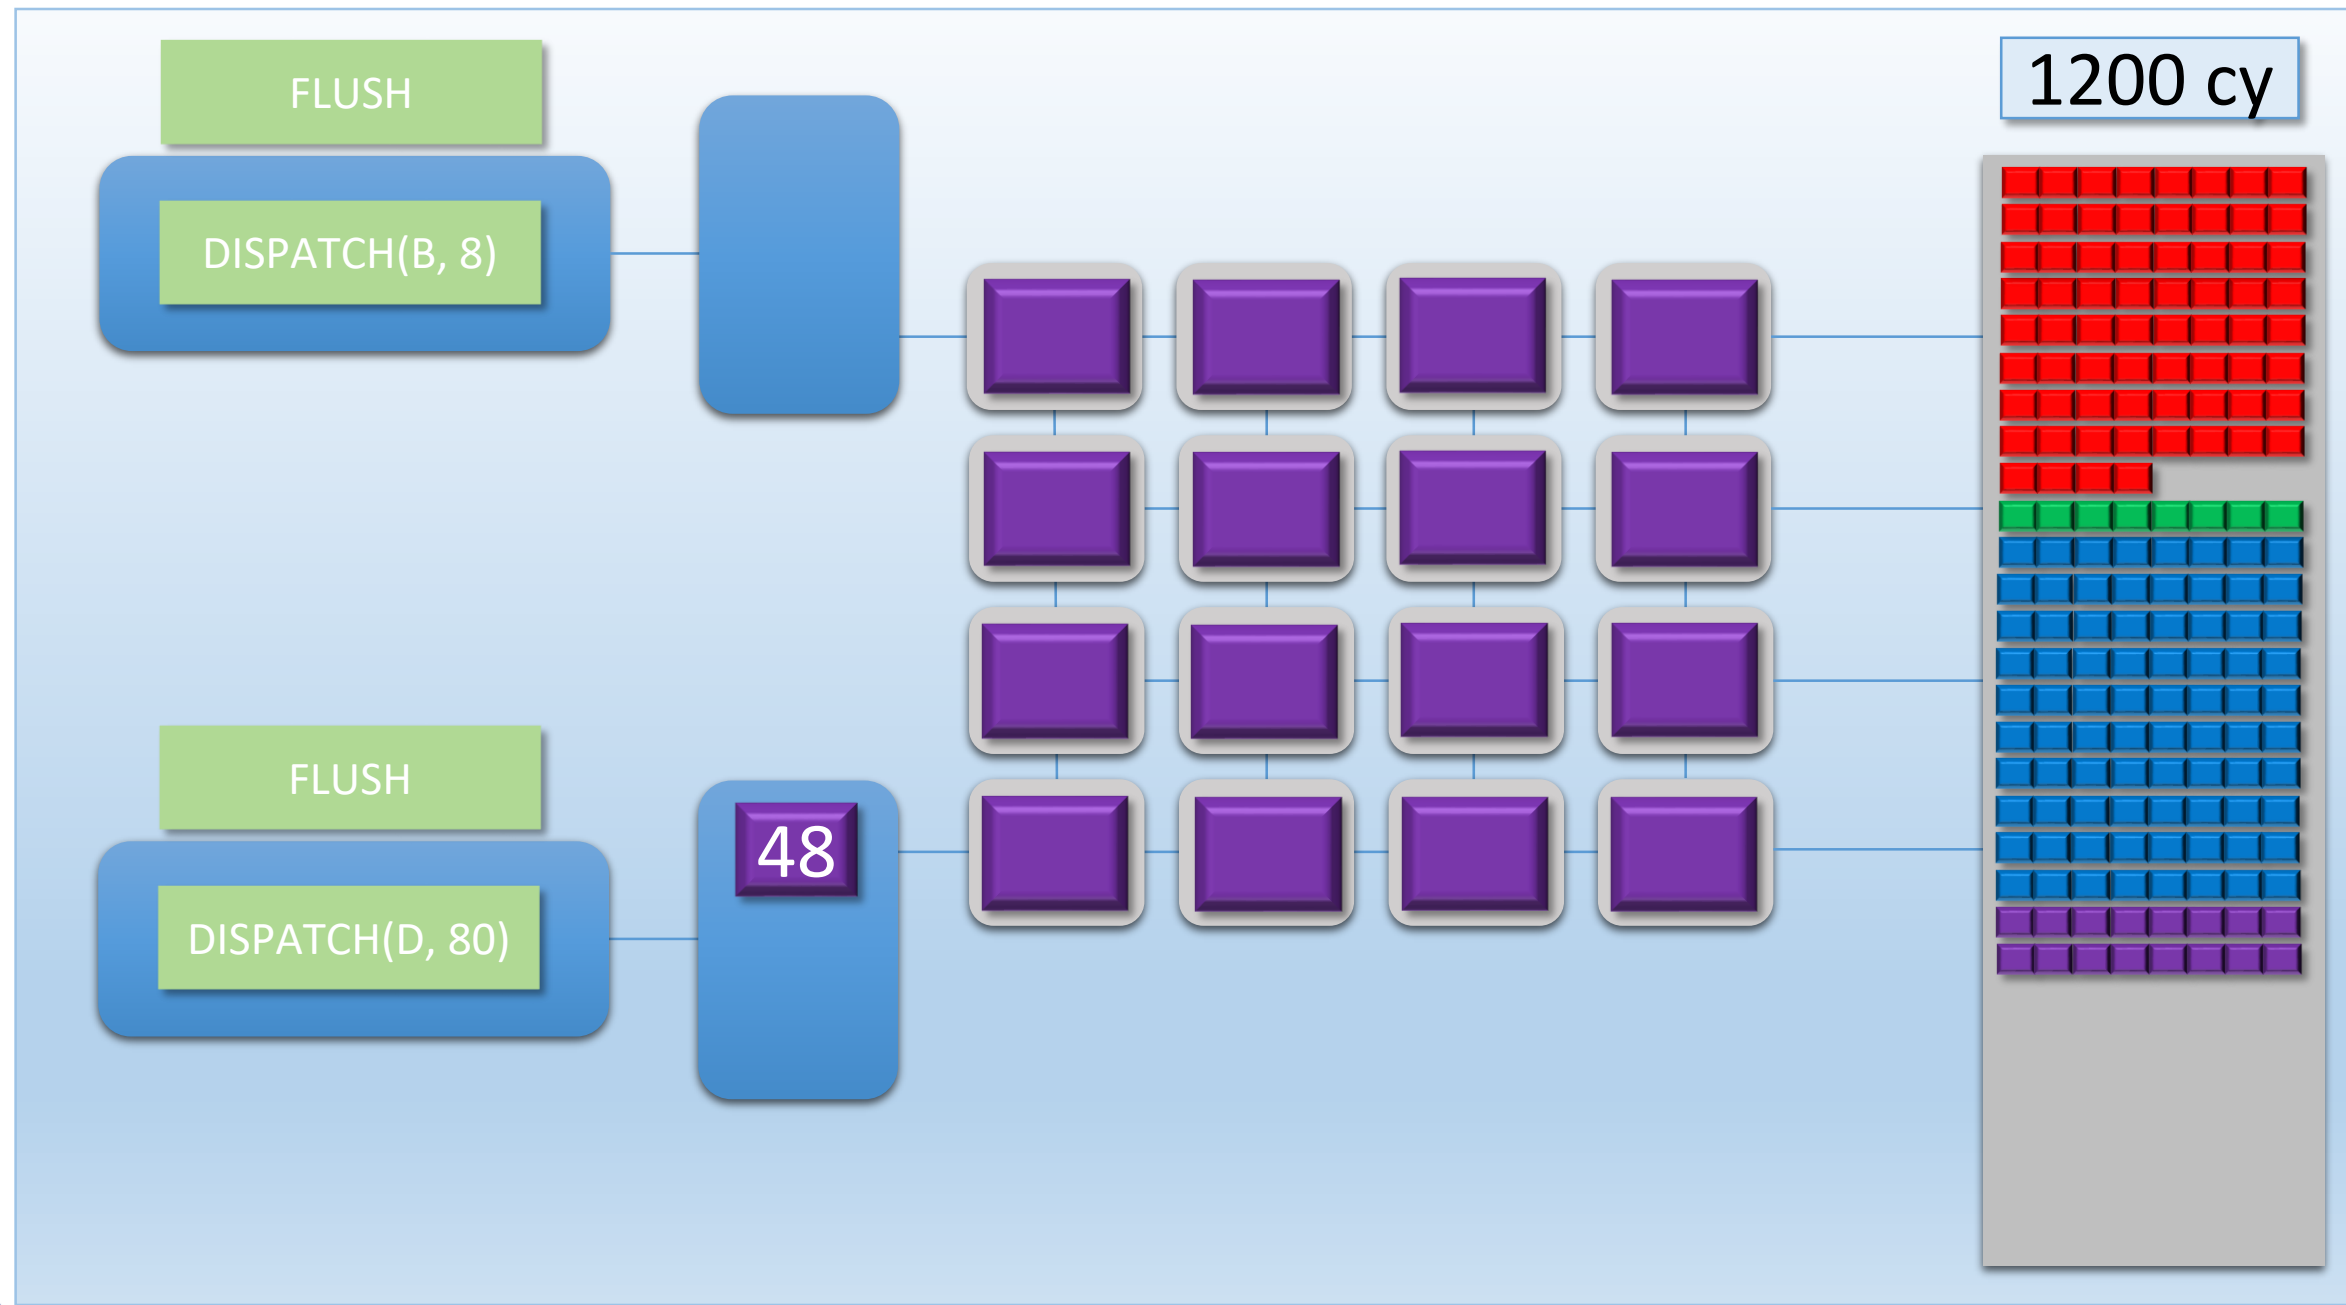 FLUSH
1200 cy
DISPATCH(B, 8)
FLUSH
48
DISPATCH(D, 80)